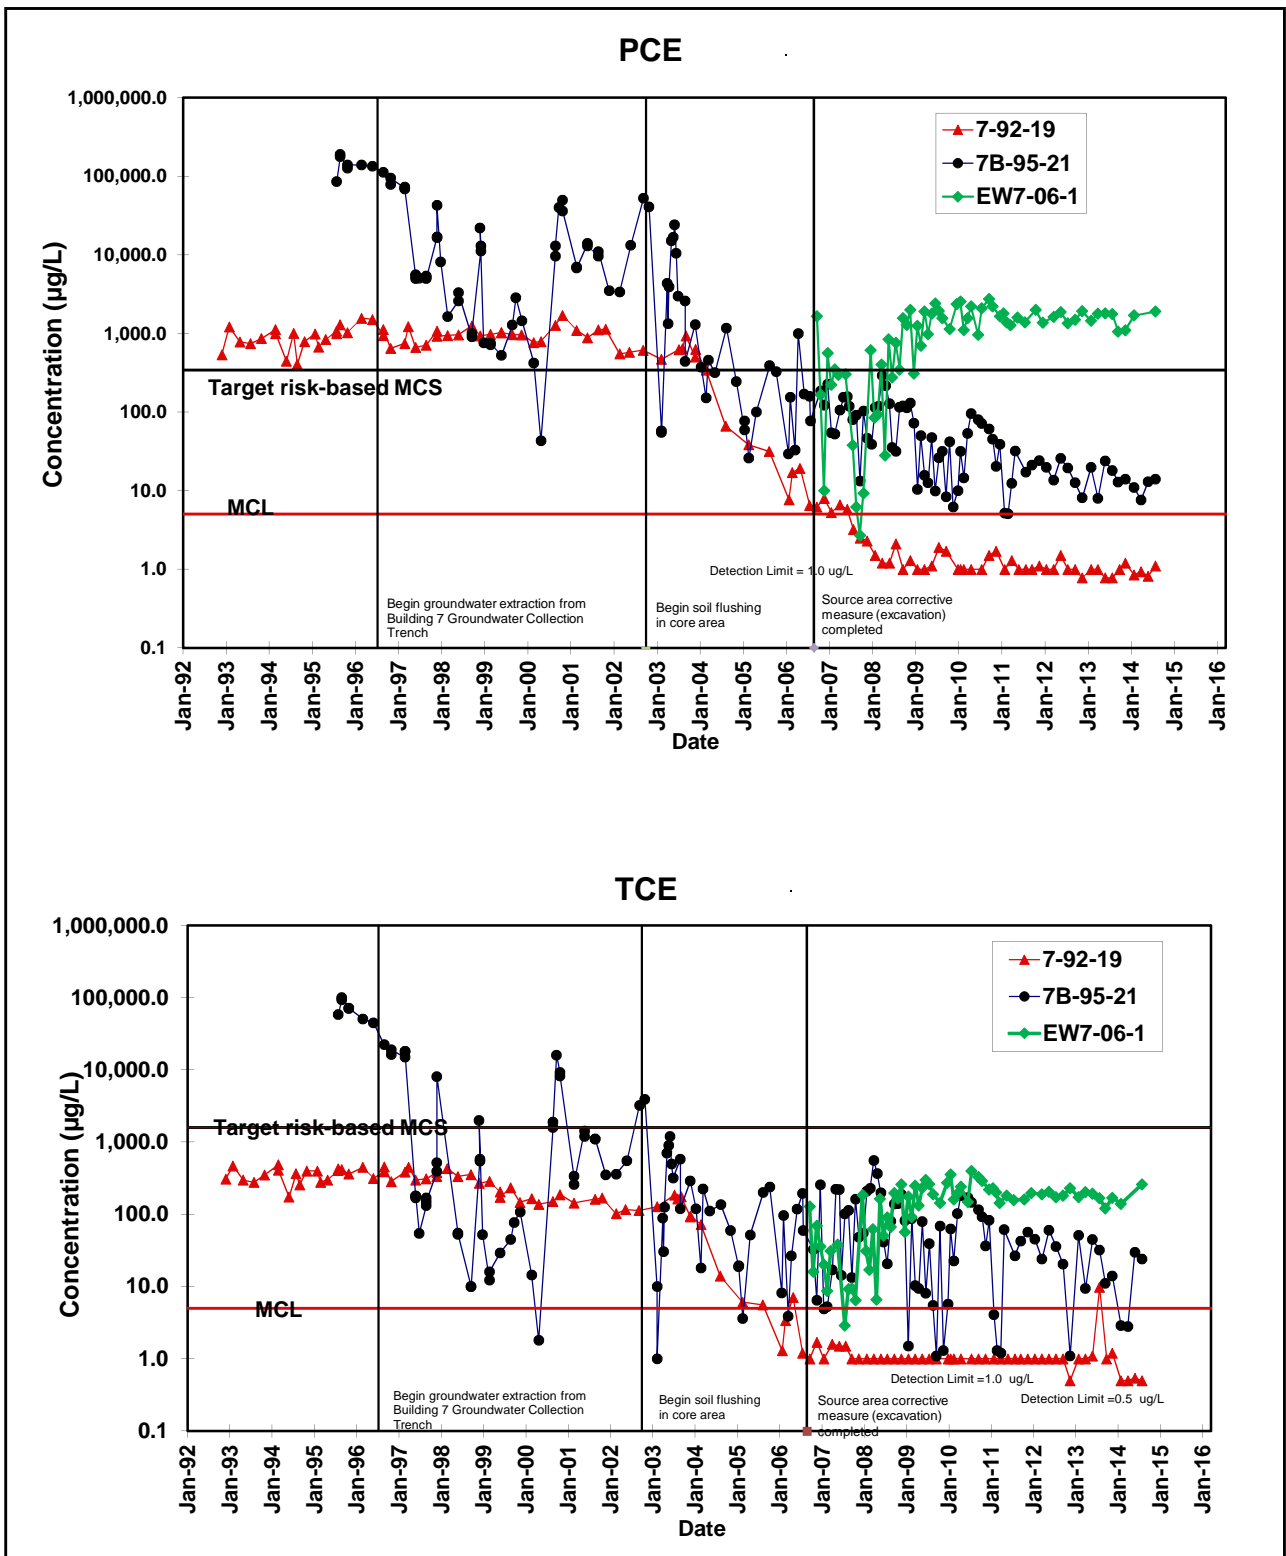 PCE
1,000,000.0
100,000.0
10,000.0
1,000.0
100.0
10.0
1.0
0.1
Concentration (µg/L)
7-92-19
7B-95-21
EW7-06-1
Target risk-based MCS
MCL
Detection Limit = 1.0 ug/L
Begin groundwater extraction from
Building 7 Groundwater Collection
Trench
Begin soil flushing
in core area
Source area corrective
measure (excavation)
completed
Jan-92
Jan-93
Jan-94
Jan-95
Jan-96
Jan-97
Jan-98
Jan-99
Jan-00
Jan-01
Jan-02
Jan-03
Jan-04
Jan-05
Jan-06
Jan-07
Jan-08
Jan-09
Jan-10
Jan-11
Jan-12
Jan-13
Jan-14
Jan-15
Jan-16
Date
TCE
1,000,000.0
100,000.0
10,000.0
1,000.0
100.0
10.0
1.0
0.1
Concentration (µg/L)
7-92-19
7B-95-21
EW7-06-1
Target risk-based MCS
MCL
Detection Limit =1.0 ug/L
Detection Limit =0.5 ug/L
Begin groundwater extraction from
Building 7 Groundwater Collection
Trench
Begin soil flushing
in core area
Source area corrective
measure (excavation)
completed
Jan-92
Jan-93
Jan-94
Jan-95
Jan-96
Jan-97
Jan-98
Jan-99
Jan-00
Jan-01
Jan-02
Jan-03
Jan-04
Jan-05
Jan-06
Jan-07
Jan-08
Jan-09
Jan-10
Jan-11
Jan-12
Jan-13
Jan-14
Jan-15
Jan-16
Date